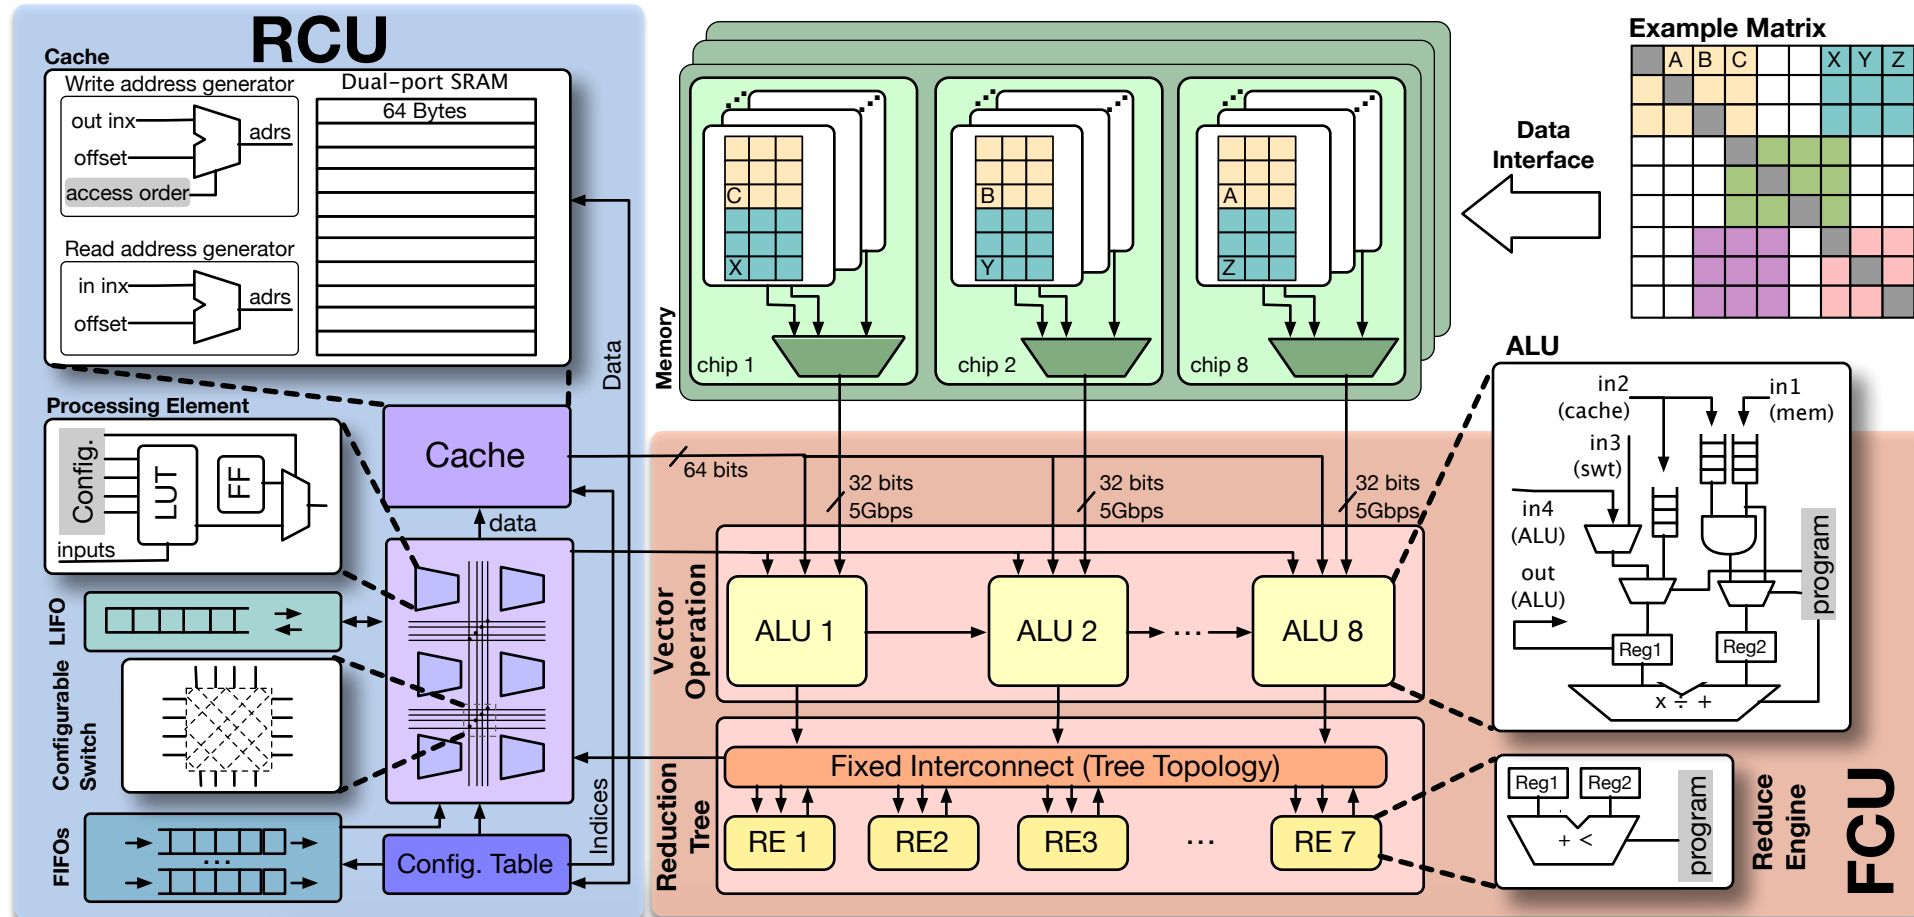 RCU
Cache
Write address generator
out inx
offset
access order
adrs
Dual-port SRAM
64 Bytes
Read address generator
in inx
offset
adrs
Data
Processing Element
Config.
LUT
FF
inputs
Cache
data
LIFO
Configurable
Switch
FIFOs
...
Config. Table
Indices
Memory
C
X
chip 1
B
Y
chip 2
A
Z
chip 8
Data
Interface
Example Matrix
A B C X Y Z
64 bits
32 bits
5Gbps
32 bits
5Gbps
32 bits
5Gbps
Vector
Operation
ALU 1
ALU 2
...
ALU 8
Reduction
Tree
Fixed Interconnect (Tree Topology)
RE 1
RE2
RE3
...
RE 7
ALU
in2
(cache)
in1
(mem)
in3
(swt)
in4
(ALU)
out
(ALU)
program
Reg1
Reg2
x ÷ +
Reg1
Reg2
+ <
program
Reduce
Engine
FCU